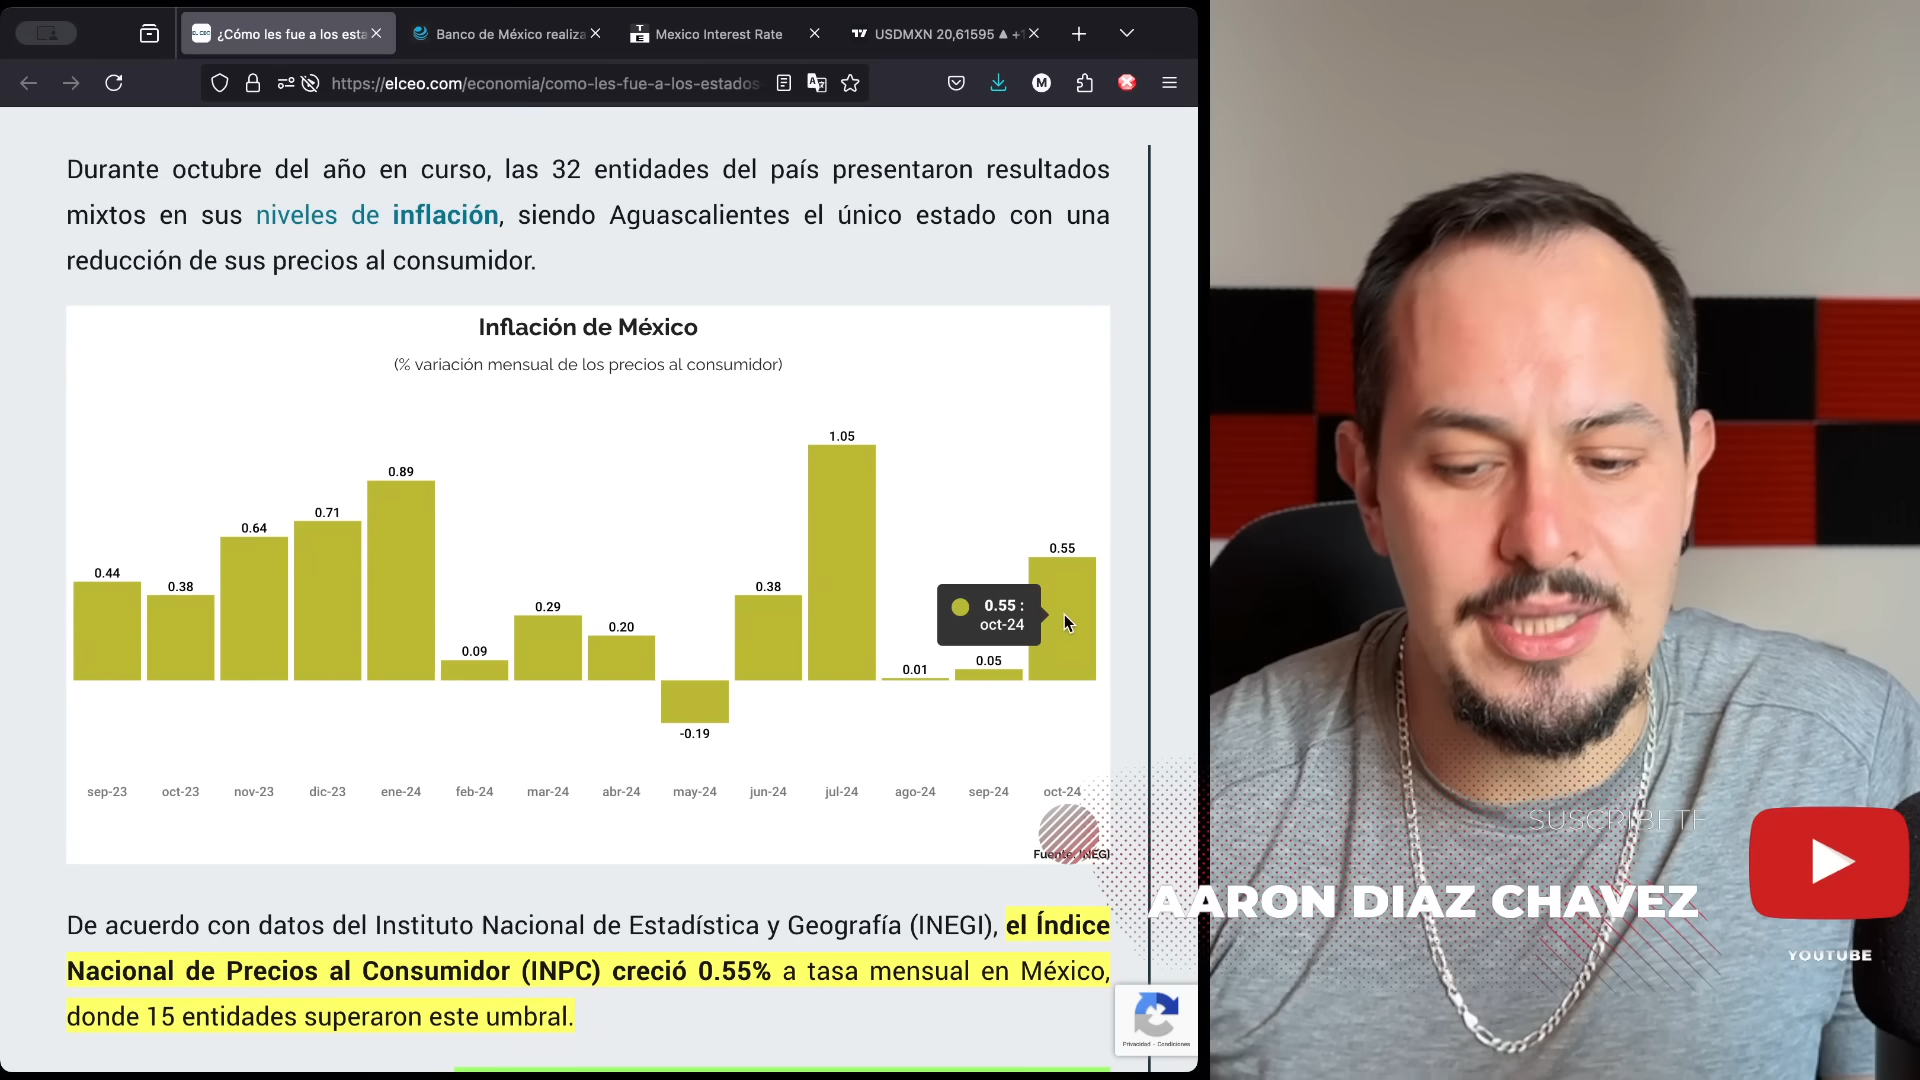 ¿Cómo les fue a los esta
Banco de México realiza
Mexico Interest Rate
USDMXN 20,61595 ▲ +1
https://elceo.com/economia/como-les-fue-a-los-estados
Durante octubre del año en curso, las 32 entidades del país presentaron resultados
mixtos en sus niveles de inflación, siendo Aguascalientes el único estado con una
reducción de sus precios al consumidor.
Inflación de México
(% variación mensual de los precios al consumidor)
0.44
0.38
0.64
0.71
0.89
0.09
0.29
0.20
-0.19
0.38
1.05
0.01
0.05
0.55
0.55 :
oct-24
sep-23 oct-23 nov-23 dic-23 ene-24 feb-24 mar-24 abr-24 may-24 jun-24 jul-24 ago-24 sep-24 oct-24
Fuente: INEGI
De acuerdo con datos del Instituto Nacional de Estadística y Geografía (INEGI), el Índice
Nacional de Precios al Consumidor (INPC) creció 0.55% a tasa mensual en México,
donde 15 entidades superaron este umbral.
Privacidad - Condiciones
SUSCRIBETE
AARON DIAZ CHAVEZ
YOUTUBE